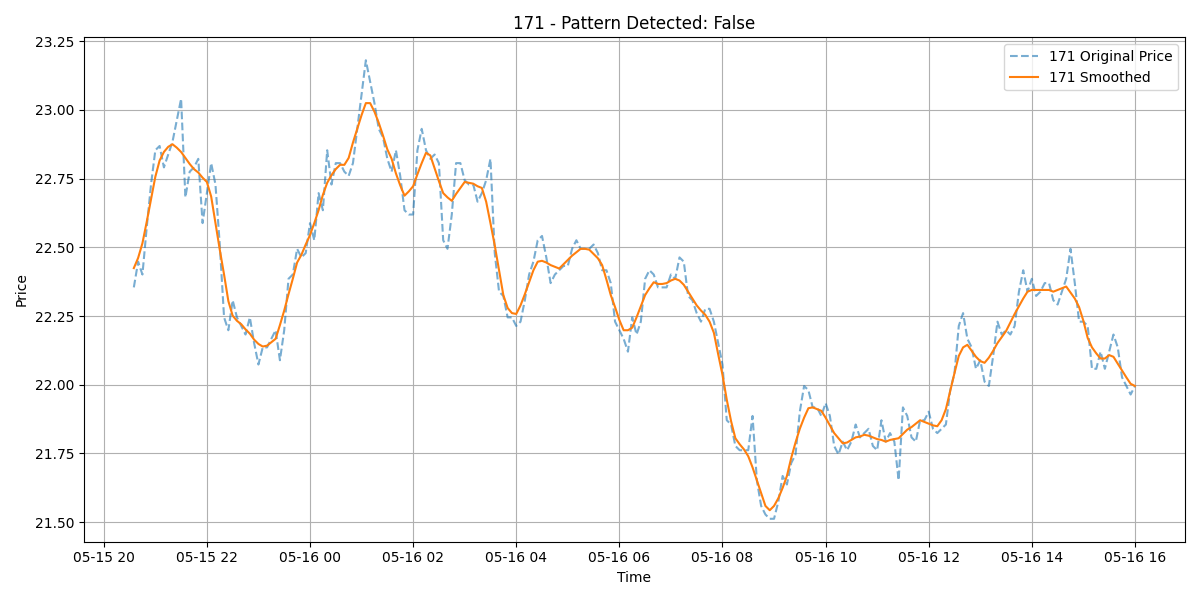 171 - Pattern Detected: False
171 Original Price
171 Smoothed
Price
23.25
23.00
22.75
22.50
22.25
22.00
21.75
21.50
05-15 20 05-15 22 05-16 00 05-16 02 05-16 04 05-16 06 05-16 08 05-16 10 05-16 12 05-16 14 05-16 16
Time